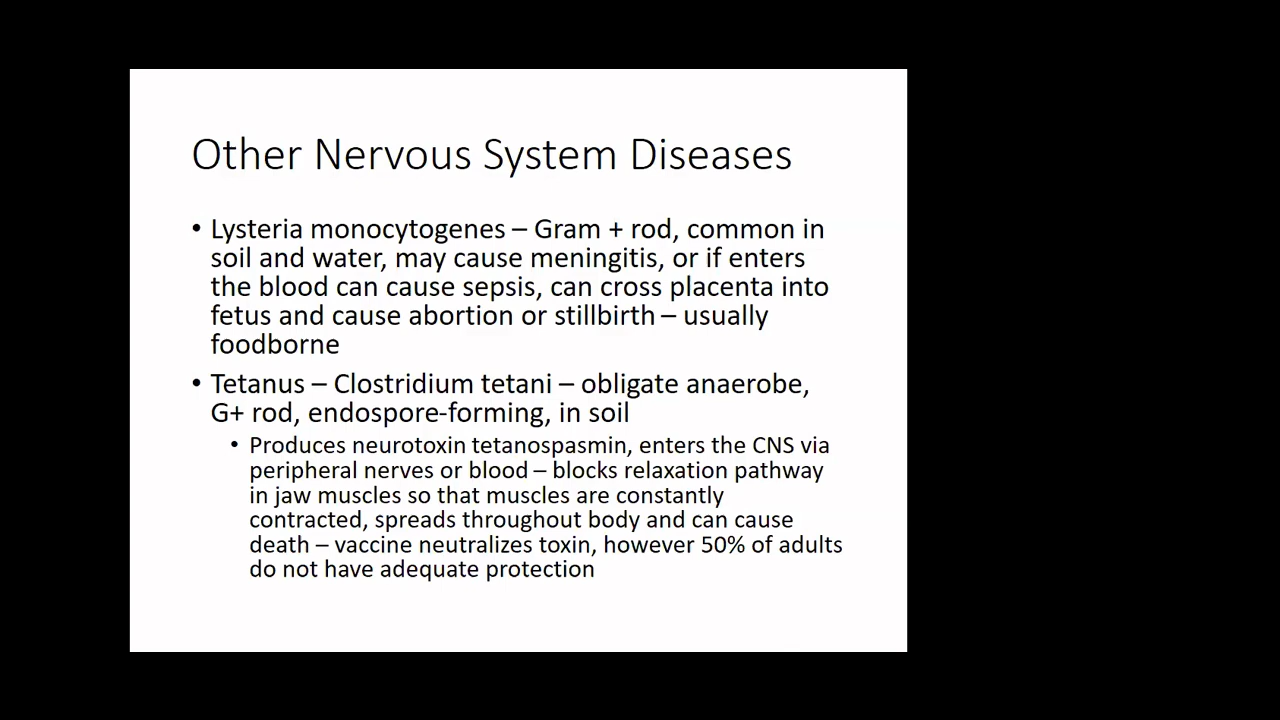 Other Nervous System Diseases
• Lysteria monocytogenes – Gram + rod, common in
soil and water, may cause meningitis, or if enters
the blood can cause sepsis, can cross placenta into
fetus and cause abortion or stillbirth – usually
foodborne
• Tetanus – Clostridium tetani – obligate anaerobe,
G+ rod, endospore-forming, in soil
• Produces neurotoxin tetanospasmin, enters the CNS via
peripheral nerves or blood – blocks relaxation pathway
in jaw muscles so that muscles are constantly
contracted, spreads throughout body and can cause
death – vaccine neutralizes toxin, however 50% of adults
do not have adequate protection